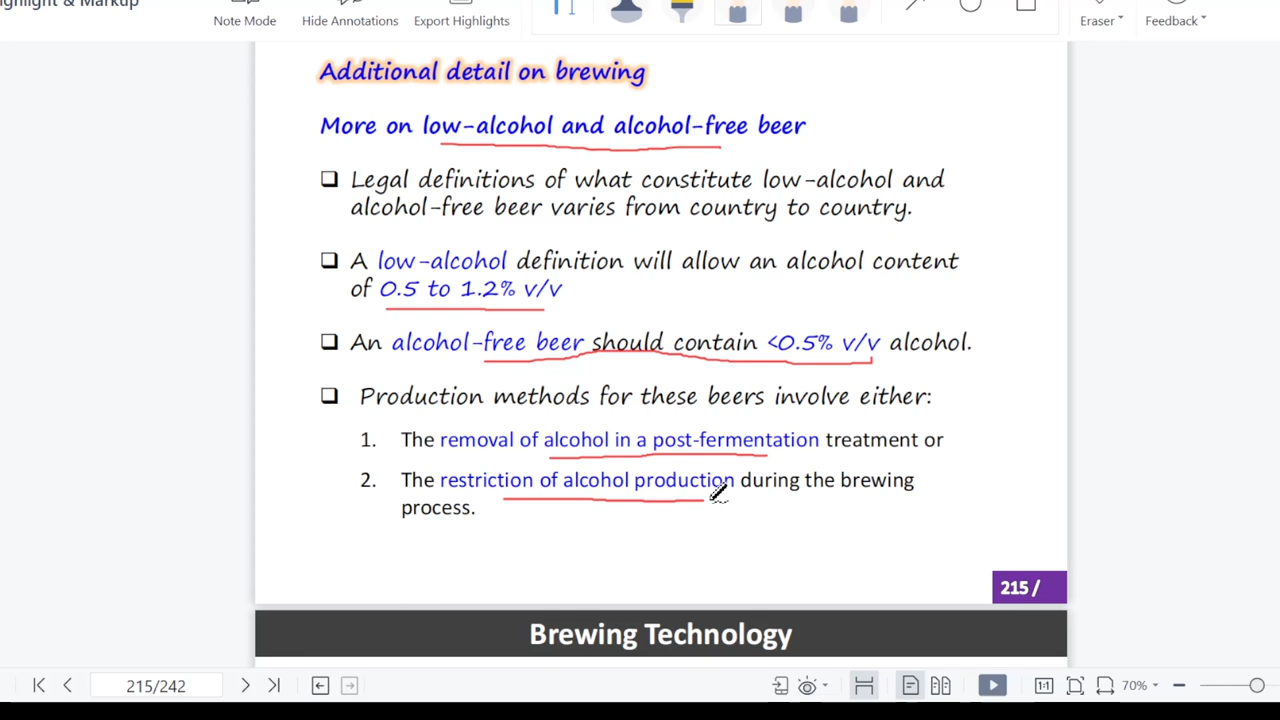 ighlight & Markup
Note Mode
Hide Annotations
Export Highlights
Eraser
Feedback
Additional detail on brewing
More on low-alcohol and alcohol-free beer
Legal definitions of what constitute low-alcohol and
alcohol-free beer varies from country to country.
A low-alcohol definition will allow an alcohol content
of 0.5 to 1.2% v/v
An alcohol-free beer should contain <0.5% v/v alcohol.
Production methods for these beers involve either:
1. The removal of alcohol in a post-fermentation treatment or
2. The restriction of alcohol production during the brewing
process.
215/
Brewing Technology
215/242
1:1
70%